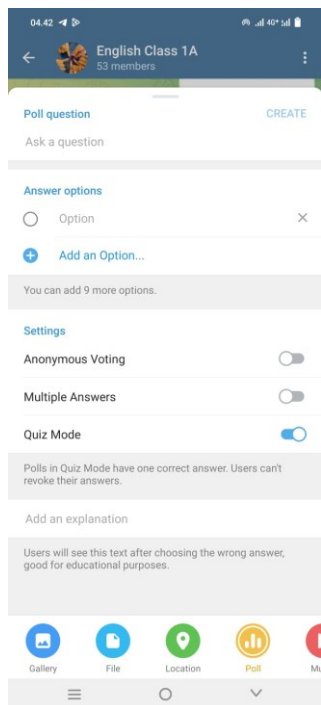 04.42
English Class 1A
53 members
Poll question
CREATE
Ask a question
Answer options
Option
Add an Option...
You can add 9 more options.
Settings
Anonymous Voting
Multiple Answers
Quiz Mode
Polls in Quiz Mode have one correct answer. Users can't
revoke their answers.
Add an explanation
Users will see this text after choosing the wrong answer,
good for educational purposes.
Gallery File Location Poll